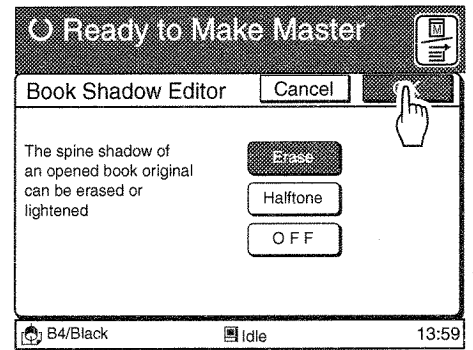 Ready to Make Master
M
Book Shadow Editor
Cancel
The spine shadow of
an opened book original
can be erased or
lightened
Erase
Halftone
O F F
B4/Black
Idle
13:59